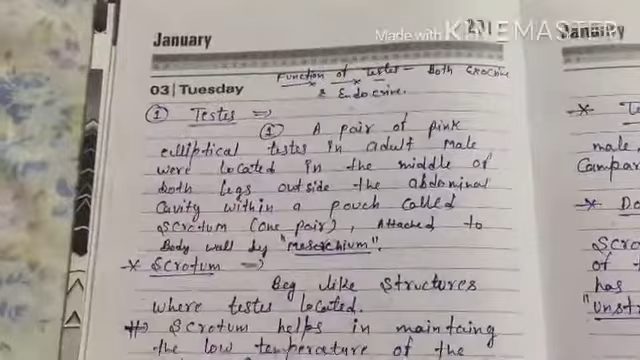 Made with KINEMASTER
January
January
03 | Tuesday
Function of testes - Both exocrine
& Endocrine.
① Testes ⇒
① A pair of pink
elliptical testes in adult male
were located in the middle of
both legs outside the abdominal
Cavity within a pouch called
scrotum (one pair), Attached to
Body wall by "mesorchium".
* Scrotum ⇒
Beg like structures
where testes located.
# Scrotum helps in maintaing
the low temperature of the
male,
Compar
Scro
of t
has
"Unst